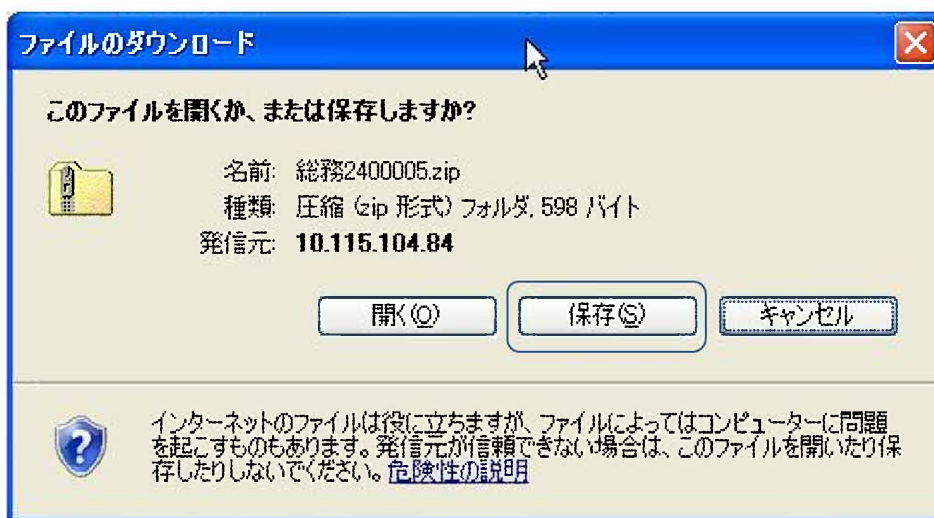 ファイルのダウンロード
このファイルを開くか、または保存しますか?
名前: 総務2400005.zip
種類: 圧縮 (zip 形式) フォルダ, 598 バイト
発信元: 10.115.104.84
開く(O) 保存(S) キャンセル
インターネットのファイルは役に立ちますが、ファイルによってはコンピューターに問題
を起こすものもあります。発信元が信頼できない場合は、このファイルを開いたり保
存したりしないでください。危険性の説明